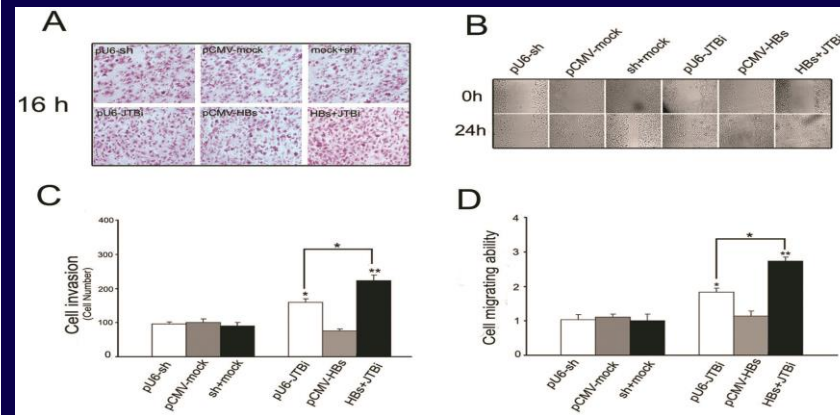 A
pU6-sh pCMV-mock mock+sh
16 h
pU6-JTBi pCMV-HBs HBs+JTBi
B
pU6-sh pCMV-mock sh+mock pU6-JTBi pCMV-HBs HBs+JTBi
0h
24h
C
Cell invasion
(Cell Number)
400
300
200
100
0
*
*
**
pU6-sh pCMV-mock sh+mock pU6-JTBi pCMV-HBs HBs+JTBi
D
Cell migrating ability
4
3
2
1
0
*
*
**
pU6-sh pCMV-mock sh+mock pU6-JTBi pCMV-HBs HBs+JTBi